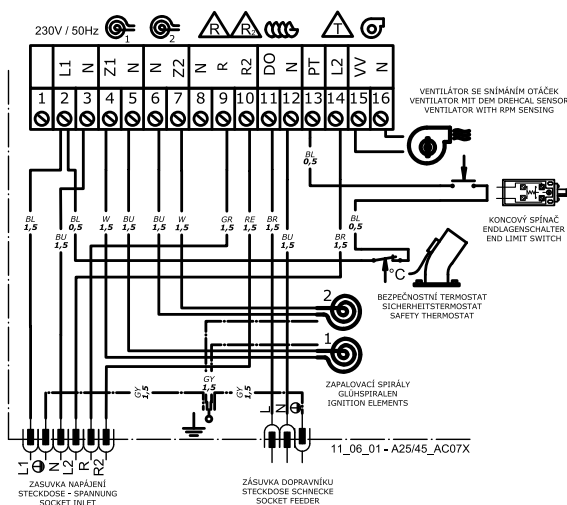 230V / 50Hz
1
2
R
R2
T
L1
N
Z1
N
N
Z2
N
R
R2
DO
N
PT
L2
VV
N
1 2 3 4 5 6 7 8 9 10 11 12 13 14 15 16
VENTILÁTOR SE SNÍMÁNÍM OTÁČEK
VENTILATOR MIT DEM DREHCAL SENSOR
VENTILATOR WITH RPM SENSING
BL
0,5
BL
1,5
BU
1,5
BL
0,5
W
1,5
BU
1,5
BU
1,5
W
1,5
GR
1,5
RE
1,5
BR
1,5
BU
1,5
BR
1,5
BL
0,5
KONCOVÝ SPÍNAČ
ENDLAGENSCHALTER
END LIMIT SWITCH
°C
BEZPEČNOSTNÍ TERMOSTAT
SICHERHEITSTERMOSTAT
SAFETY THERMOSTAT
2
1
ZAPALOVACÍ SPIRÁLY
GLÜHSPIRALEN
IGNITION ELEMENTS
GY
1,5
GY
1,5
GY
1,5
L
N
11_06_01 - A25/45_AC07X
L1
N
L2
R
R2
ZASUVKA NAPÁJENÍ
STECKDOSE - SPANNUNG
SOCKET INLET
ZÁSUVKA DOPRAVNÍKU
STECKDOSE SCHNECKE
SOCKET FEEDER